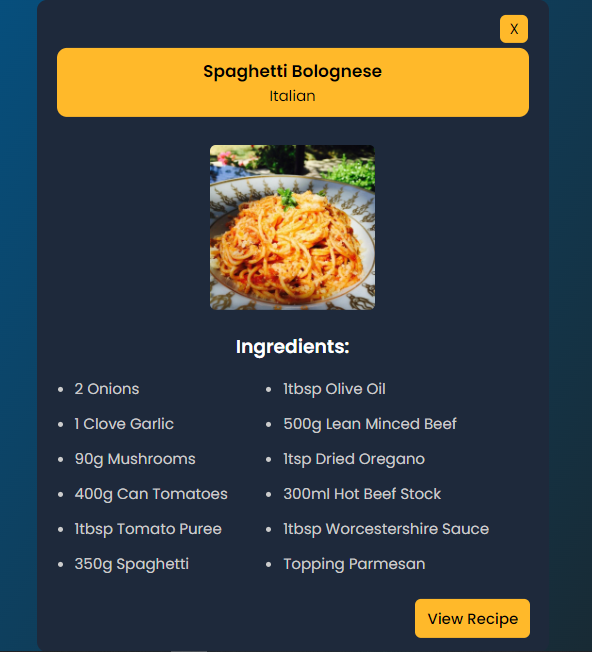 X
Spaghetti Bolognese
Italian
Ingredients:
2 Onions
1tbsp Olive Oil
1 Clove Garlic
500g Lean Minced Beef
90g Mushrooms
1tsp Dried Oregano
400g Can Tomatoes
300ml Hot Beef Stock
1tbsp Tomato Puree
1tbsp Worcestershire Sauce
350g Spaghetti
Topping Parmesan
View Recipe